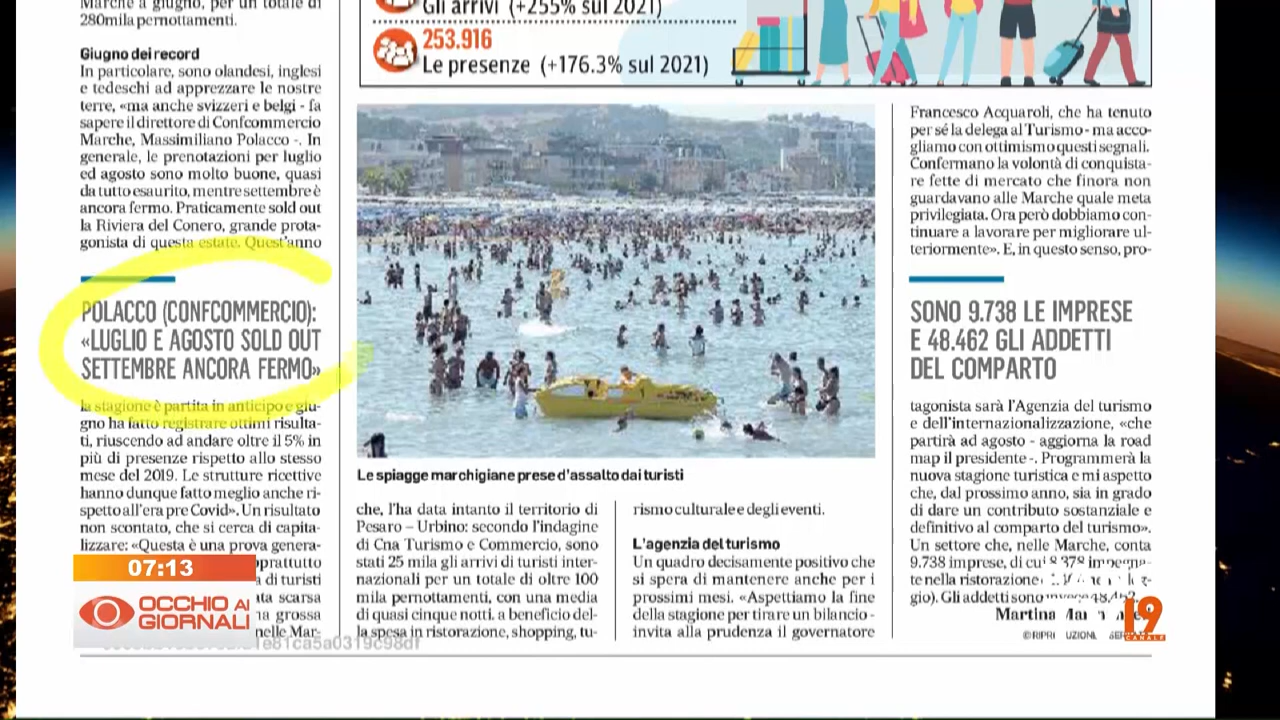 Marche a giugno, per un totale di
280mila pernottamenti.
Giugno dei record
In particolare, sono olandesi, inglesi
e tedeschi ad apprezzare le nostre
terre, «ma anche svizzeri e belgi - fa
sapere il direttore di Confcommercio
Marche, Massimiliano Polacco -. In
generale, le prenotazioni per luglio
ed agosto sono molto buone, quasi
da tutto esaurito, mentre settembre è
ancora fermo. Praticamente sold out
la Riviera del Conero, grande prota-
gonista di questa estate. Quest'anno
POLACCO (CONFCOMMERCIO):
«LUGLIO E AGOSTO SOLD OUT
SETTEMBRE ANCORA FERMO»
la stagione è partita in anticipo e giu-
gno ha fatto registrare ottimi risulta-
ti, riuscendo ad andare oltre il 5% in
più di presenze rispetto allo stesso
mese del 2019. Le strutture ricettive
hanno dunque fatto meglio anche ri-
spetto all'era pre Covid». Un risultato
non scontato, che si cerca di capita-
lizzare: «Questa è una prova genera-
di turisti
scarsa
grossa
nelle Mar-
07:13
OCCHIO AI
GIORNALI
Gli arrivi (+255% sul 2021)
253.916
Le presenze (+176.3% sul 2021)
Le spiagge marchigiane prese d'assalto dai turisti
che, l'ha data intanto il territorio di
Pesaro – Urbino: secondo l'indagine
di Cna Turismo e Commercio, sono
stati 25 mila gli arrivi di turisti inter-
nazionali per un totale di oltre 100
mila pernottamenti, con una media
di quasi cinque notti, a beneficio del-
la spesa in ristorazione, shopping, tu-
rismo culturale e degli eventi.
L'agenzia del turismo
Un quadro decisamente positivo che
si spera di mantenere anche per i
prossimi mesi. «Aspettiamo la fine
della stagione per tirare un bilancio -
invita alla prudenza il governatore
Francesco Acquaroli, che ha tenuto
per sé la delega al Turismo - ma acco-
gliamo con ottimismo questi segnali.
Confermano la volontà di conquista-
re fette di mercato che finora non
guardavano alle Marche quale meta
privilegiata. Ora però dobbiamo con-
tinuare a lavorare per migliorare ul-
teriormente». E, in questo senso, pro-
SONO 9.738 LE IMPRESE
E 48.462 GLI ADDETTI
DEL COMPARTO
tagonista sarà l'Agenzia del turismo
e dell'internazionalizzazione, «che
partirà ad agosto - aggiorna la road
map il presidente -. Programmerà la
nuova stagione turistica e mi aspetto
che, dal prossimo anno, sia in grado
di dare un contributo sostanziale e
definitivo al comparto del turismo».
Un settore che, nelle Marche, conta
9.738 imprese, di cui
te nella ristorazione
gio). Gli addetti sono
Martina
19
CANALE